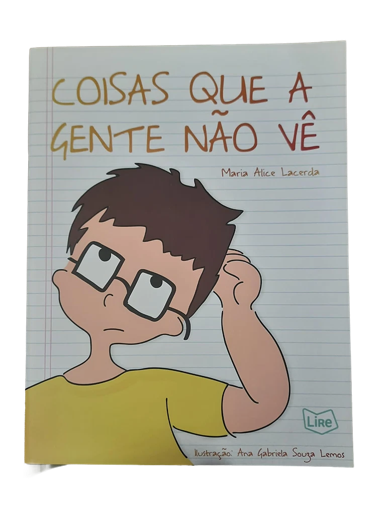 COISAS QUE A
GENTE NÃO VÊ
Maria Alice Lacerda
Lire
Ilustração: Ana Gabriela Souza Lemos